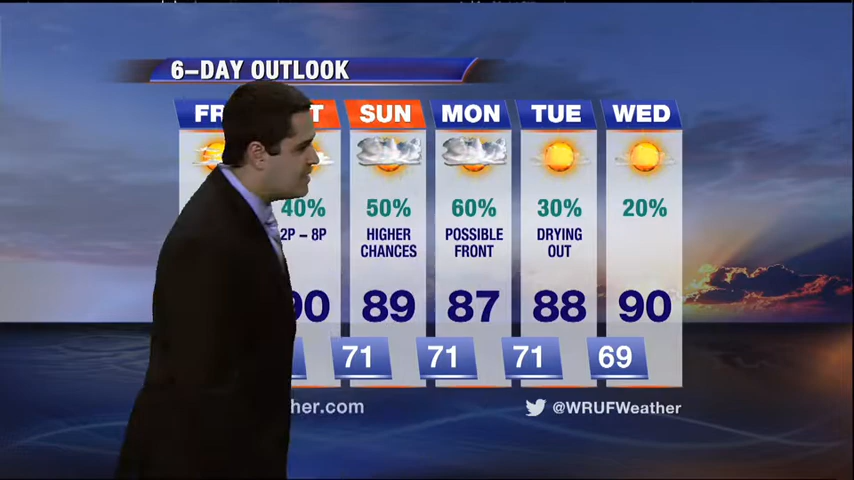 6-DAY OUTLOOK
SUN MON TUE WED
40% 50% 60% 30% 20%
2P – 8P HIGHER CHANCES POSSIBLE FRONT DRYING OUT
90 89 87 88 90
71 71 71 69
her.com @WRUFWeather